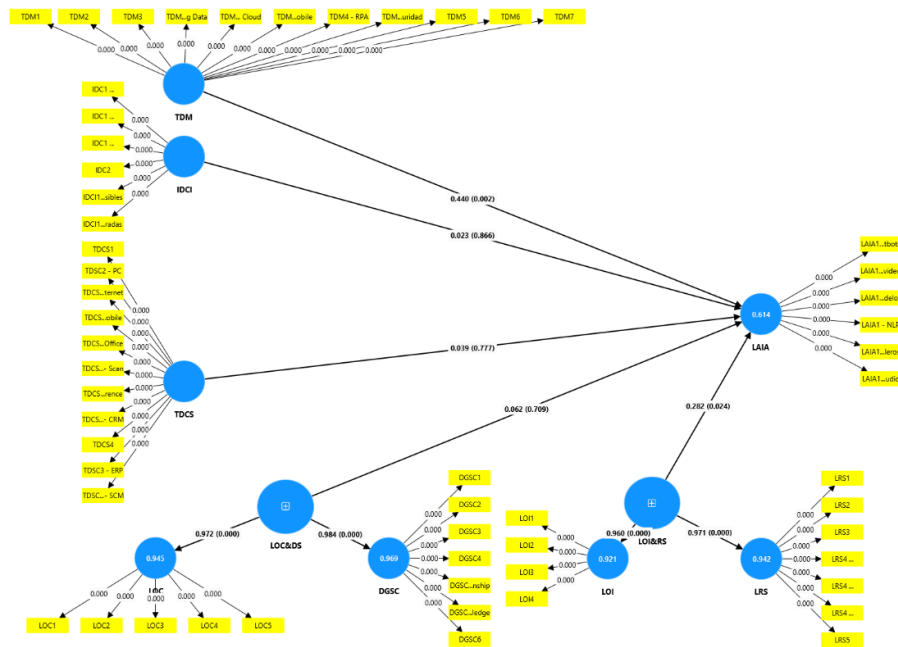 TDM1
TDM2
TDM3
TDM...g Data
TDM... Cloud
TDM...obile
TDM4 - RPA
TDM...uridad
TDM5
TDM6
TDM7
0.000
0.000
0.000
0.000
0.000
0.000
0.000
0.000
0.000
0.000
0.000
TDM
IDC1 ...
IDC1 ...
IDC1 ...
IDC2
IDCI1...sibles
IDCI1...radas
0.000
0.000
0.000
0.000
0.000
0.000
IDCI
TDCS1
TDSC2 - PC
TDCS...ternet
TDCS...obile
TDCS...Office
TDCS...- Scan
TDCS...rence
TDCS...- CRM
TDCS4
TDSC3 - ERP
TDSC...- SCM
0.000
0.000
0.000
0.000
0.000
0.000
0.000
0.000
0.000
0.000
TDCS
0.440 (0.002)
0.023 (0.866)
0.039 (0.777)
0.062 (0.709)
0.282 (0.024)
0.614
LAIA
0.000
0.000
0.000
0.000
0.000
0.000
LAIA1...tbots
LAIA1...video
LAIA1...delo
LAIA1 - NLP
LAIA1...leros
LAIA1...udio
LOC&DS
0.972 (0.000)
0.984 (0.000)
0.945
LOC
0.000
0.000
0.000
0.000
0.000
LOC1
LOC2
LOC3
LOC4
LOC5
0.969
DGSC
0.000
0.000
0.000
0.000
0.000
0.000
0.000
DGSC1
DGSC2
DGSC3
DGSC4
DGSC...nship
DGSC...ledge
DGSC6
LOI&RS
0.960 (0.000)
0.971 (0.000)
LOI1
LOI2
LOI3
LOI4
0.000
0.000
0.000
0.000
0.921
LOI
0.942
LRS
0.000
0.000
0.000
0.000
0.000
0.000
0.000
LRS1
LRS2
LRS3
LRS4 ...
LRS4 ...
LRS4 ...
LRS5